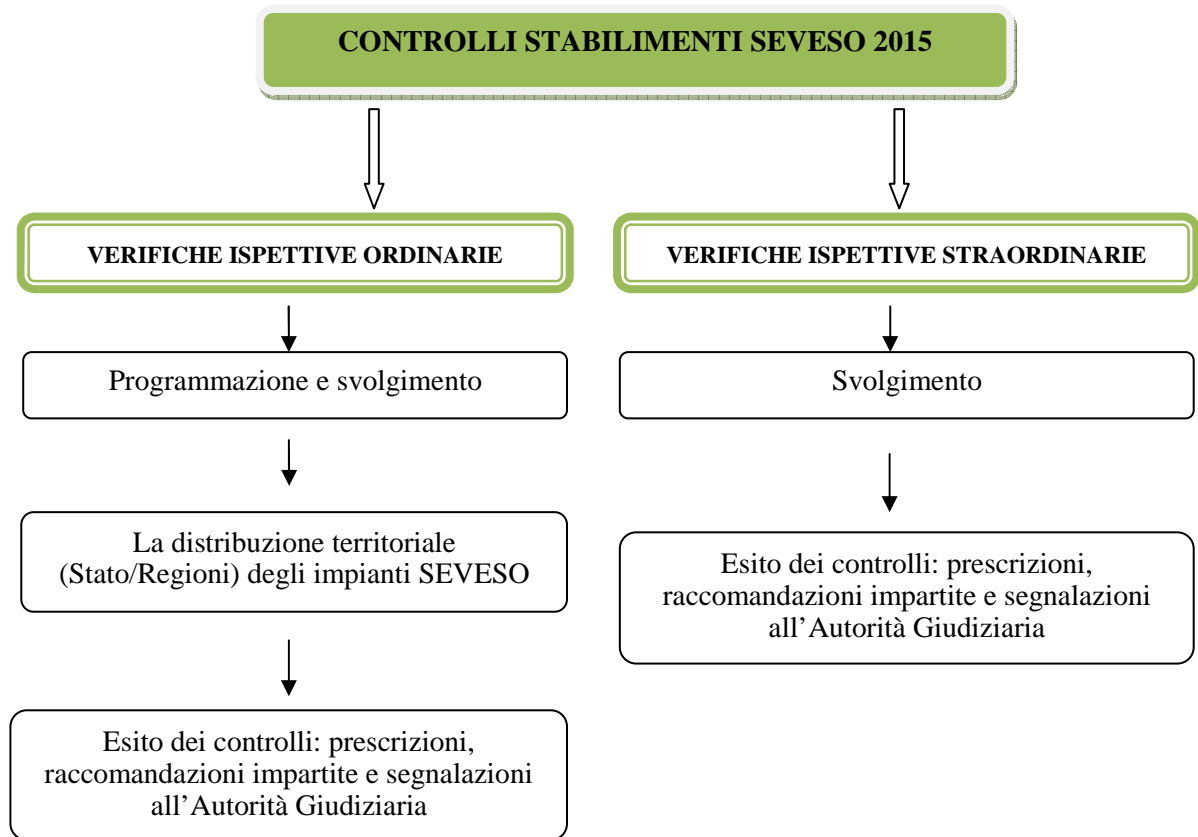 CONTROLLI STABILIMENTI SEVESO 2015
VERIFICHE ISPETTIVE ORDINARIE
Programmazione e svolgimento
La distribuzione territoriale
(Stato/Regioni) degli impianti SEVESO
Esito dei controlli: prescrizioni,
raccomandazioni impartite e segnalazioni
all’Autorità Giudiziaria
VERIFICHE ISPETTIVE STRAORDINARIE
Svolgimento
Esito dei controlli: prescrizioni,
raccomandazioni impartite e segnalazioni
all’Autorità Giudiziaria